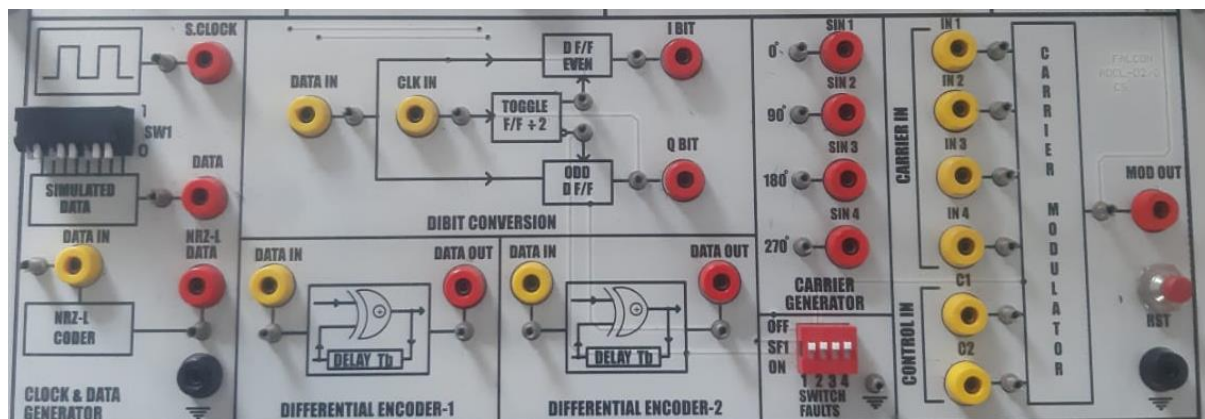 S.CLOCK
1
SW1
0
SIMULATED
DATA
DATA
DATA IN
NRZ-L
DATA
NRZ-L
CODER
CLOCK & DATA
GENERATOR
DATA IN
CLK IN
D F/F
EVEN
I BIT
TOGGLE
F/F ÷ 2
Q BIT
ODD
D F/F
DIBIT CONVERSION
DATA IN
DATA OUT
DELAY Tb
DIFFERENTIAL ENCODER-1
DATA IN
DATA OUT
DELAY Tb
DIFFERENTIAL ENCODER-2
SIN 1
0°
SIN 2
90°
SIN 3
180°
SIN 4
270°
CARRIER
GENERATOR
OFF
SF1
ON
1 2 3 4
SWITCH
FAULTS
CARRIER IN
IN 1
IN 2
IN 3
IN 4
CONTROL IN
C1
C2
CARRIER MODULATOR
FALCON
MOD OUT
RST